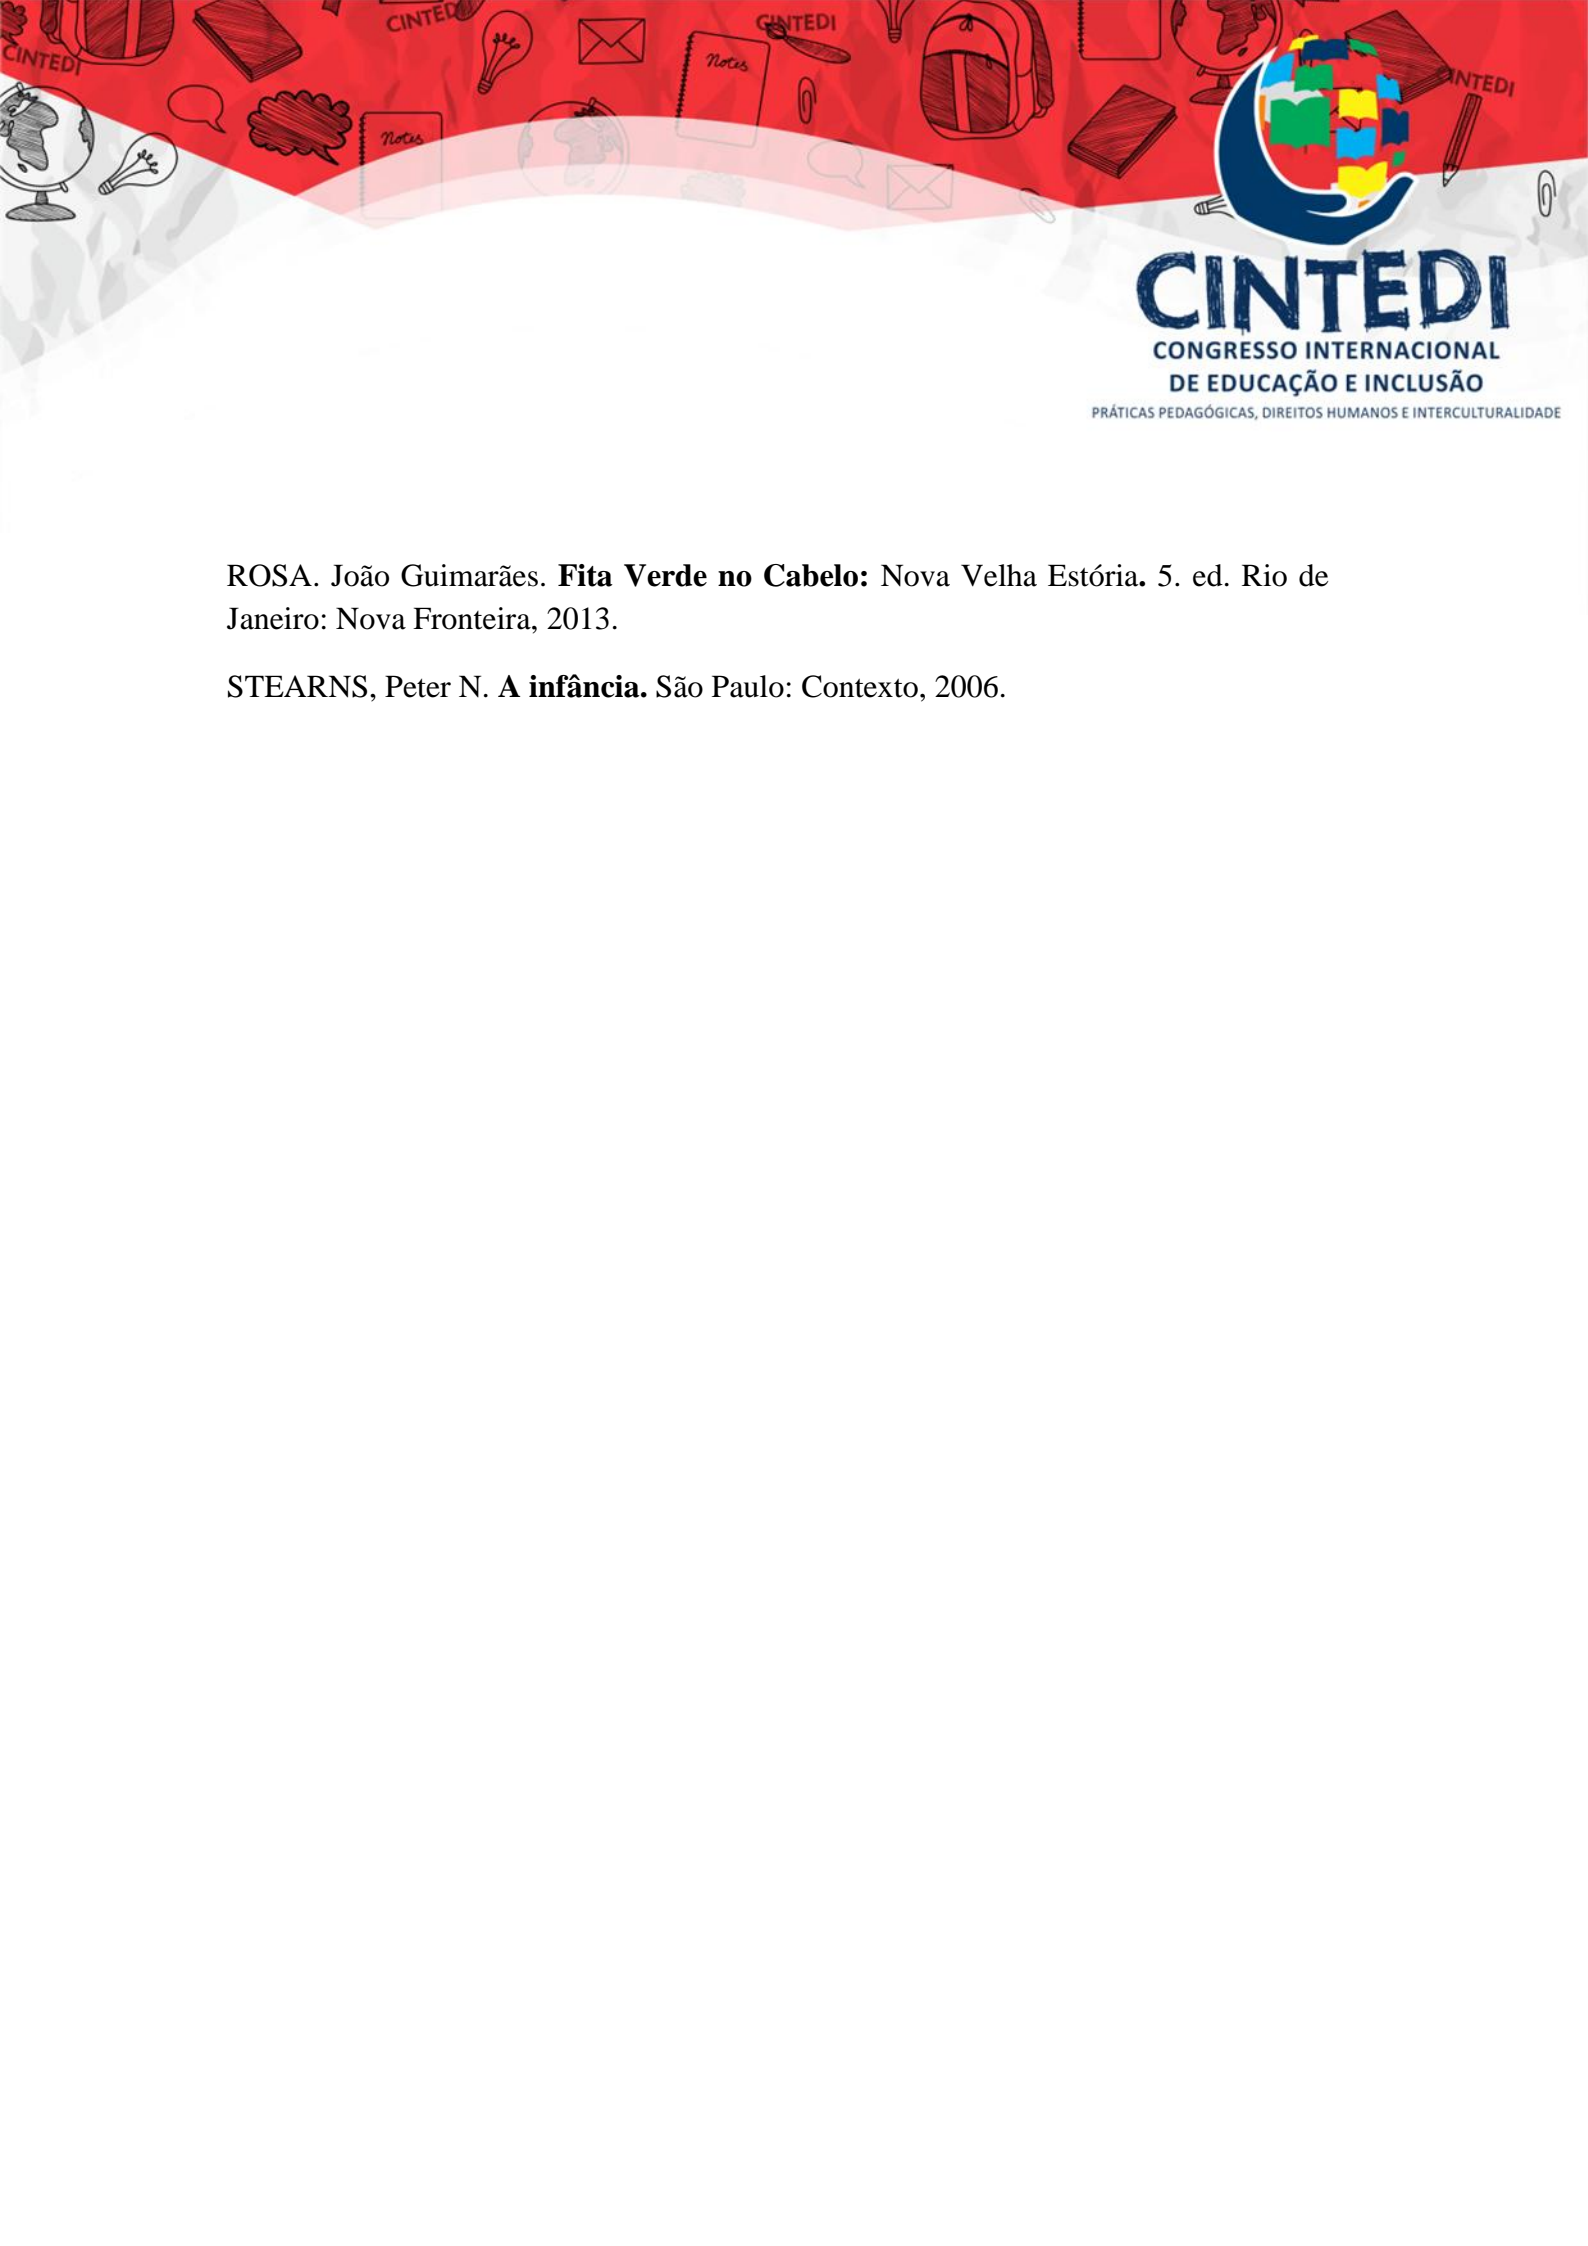 CINTEDI
CINTEDI
CINTEDI
INTEDI
Notes
Notes
CINTEDI
CONGRESSO INTERNACIONAL
DE EDUCAÇÃO E INCLUSÃO
PRÁTICAS PEDAGÓGICAS, DIREITOS HUMANOS E INTERCULTURALIDADE
ROSA. João Guimarães. Fita Verde no Cabelo: Nova Velha Estória. 5. ed. Rio de
Janeiro: Nova Fronteira, 2013.
STEARNS, Peter N. A infância. São Paulo: Contexto, 2006.